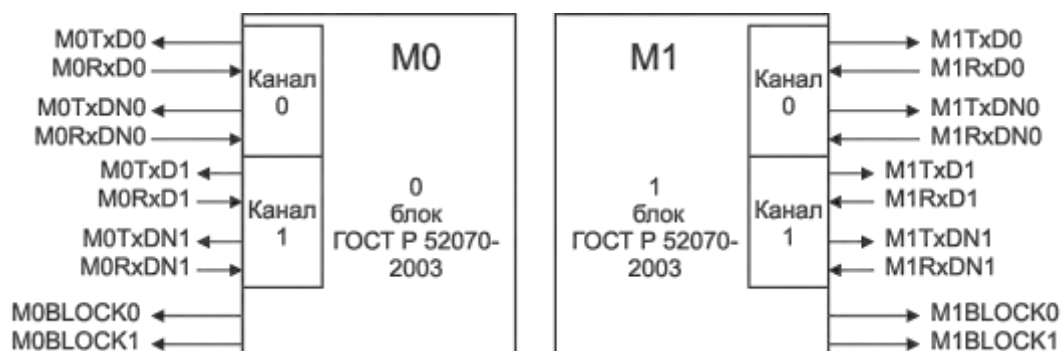 M0TxD0
M0RxD0
M0TxDN0
M0RxDN0
M0TxD1
M0RxD1
M0TxDN1
M0RxDN1
M0BLOCK0
M0BLOCK1
Канал
0
Канал
1
M0
0
блок
ГОСТ Р 52070-
2003
M1
1
блок
ГОСТ Р 52070-
2003
Канал
0
Канал
1
M1TxD0
M1RxD0
M1TxDN0
M1RxDN0
M1TxD1
M1RxD1
M1TxDN1
M1RxDN1
M1BLOCK0
M1BLOCK1